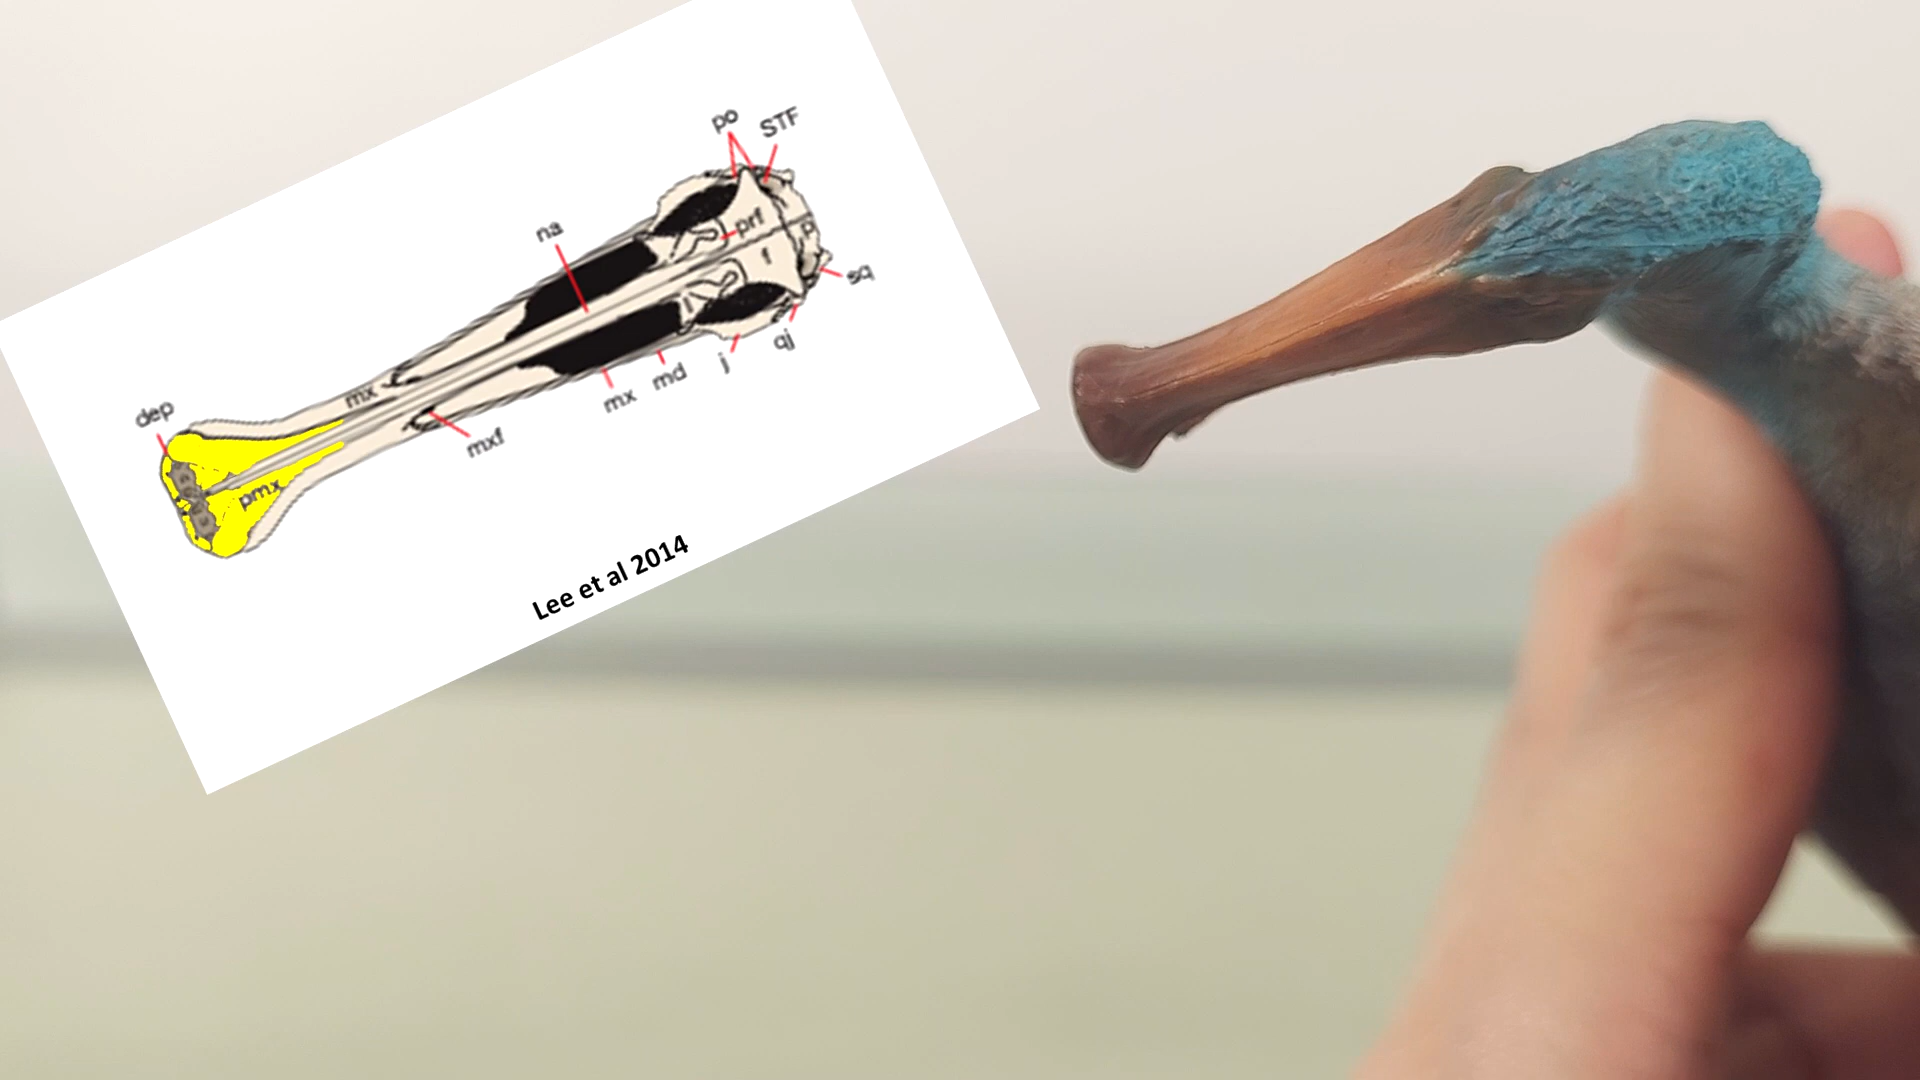 po
STF
na
prf
p
f
sq
qj
j
md
mx
mx
mxf
dep
pmx
Lee et al 2014